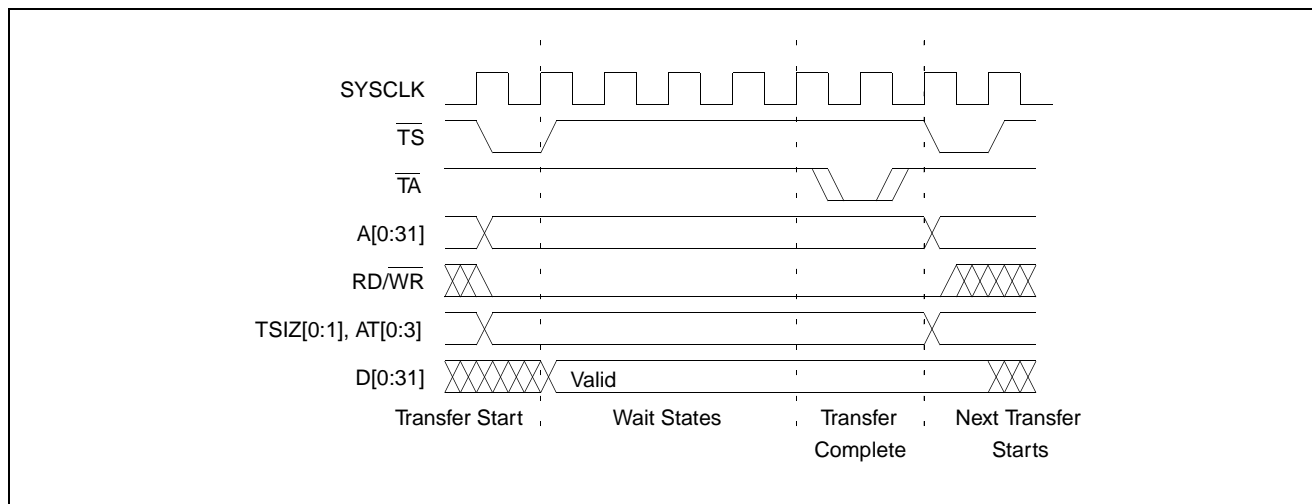 SYSCLK
TS
TA
A[0:31]
RD/WR
TSIZ[0:1], AT[0:3]
D[0:31]
Valid
Transfer Start
Wait States
Transfer
Complete
Next Transfer
Starts